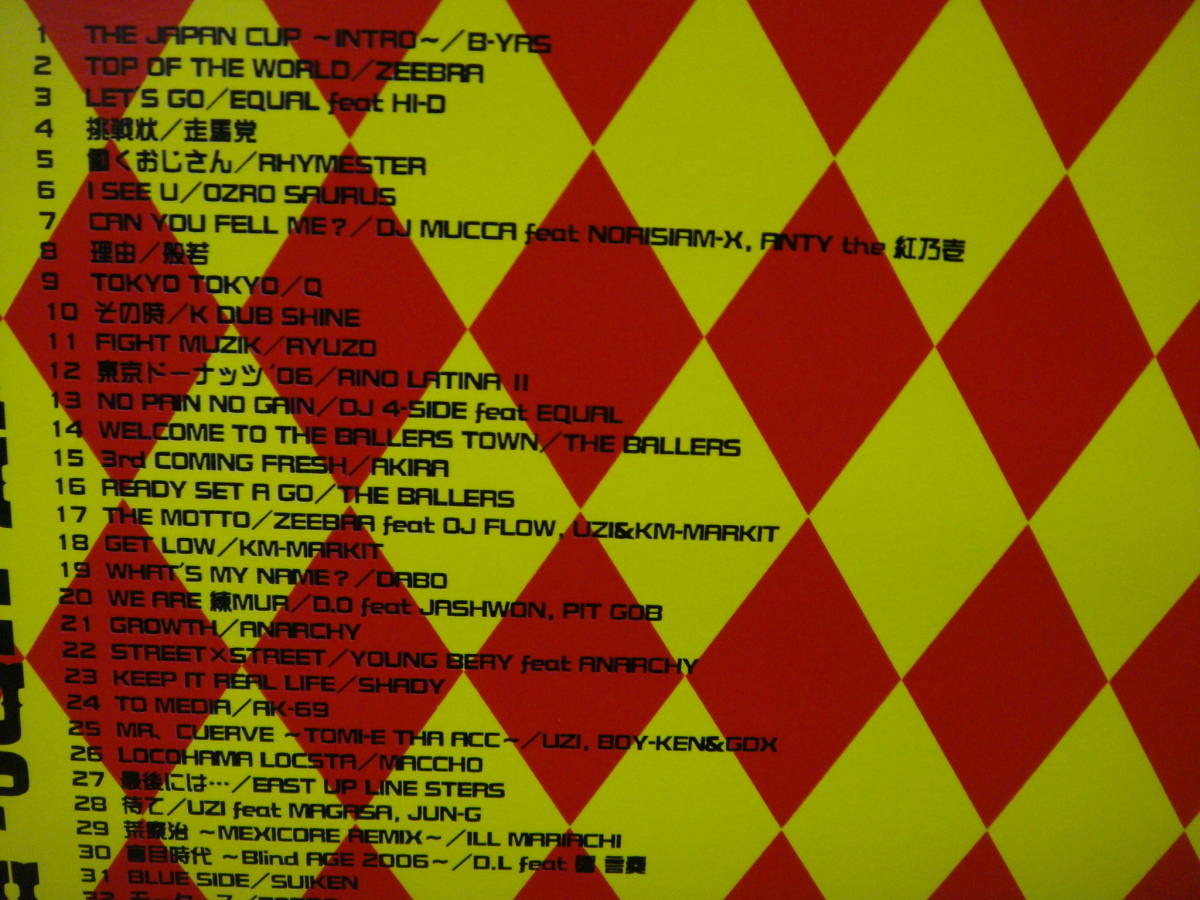 1 THE JAPAN CUP ~INTRO~/B-YAS
2 TOP OF THE WORLD/ZEEBRA
3 LET'S GO/EQUAL feat HI-D
4 挑戦状/走馬党
5 働くおじさん/RHYMESTER
6 I SEE U/OZRO SAURUS
7 CAN YOU FELL ME?/DJ MUCCA feat NORISIAM-X, ANTY the 紅乃壱
8 理由/般若
9 TOKYO TOKYO/Q
10 その時/K DUB SHINE
11 FIGHT MUZIK/RYUZO
12 東京ドーナッツ'06/RINO LATINA II
13 NO PAIN NO GAIN/DJ 4-SIDE feat EQUAL
14 WELCOME TO THE BALLERS TOWN/THE BALLERS
15 3rd COMING FRESH/AKIRA
16 READY SET A GO/THE BALLERS
17 THE MOTTO/ZEEBRA feat OJ FLOW, UZI&KM-MARKIT
18 GET LOW/KM-MARKIT
19 WHAT'S MY NAME?/DABO
20 WE ARE 練MUR/D.O feat JASHWON, PIT GOB
21 GROWTH/ANARCHY
22 STREET×STREET/YOUNG BERY feat ANARCHY
23 KEEP IT REAL LIFE/SHADY
24 TO MEDIA/AK-69
25 MR、CUERVE ~TOMI-E THA ACC~/UZI, BOY-KEN&GDX
26 LOCOHAMA LOCSTA/MACCHO
27 最後には…/EAST UP LINE STERS
28 待て/UZI feat MAGASA, JUN-G
29 荒療治 ~MEXICORE REMIX~/ILL MARIACHI
30 盲目時代 ~Blind AGE 2006~/D.L feat 言霊
31 BLUE SIDE/SUIKEN
32